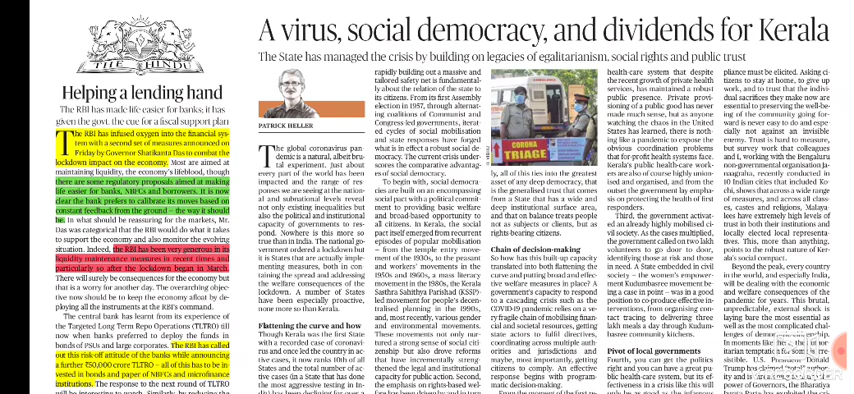 THE HINDU
Helping a lending hand
The RBI has made life easier for banks; it has
given the govt. the cue for a fiscal support plan
The RBI has infused oxygen into the financial sys-
tem with a second set of measures announced on
Friday by Governor Shatikanta Das to combat the
lockdown impact on the economy. Most are aimed at
maintaining liquidity, the economy's lifeblood, though
there are some regulatory proposals aimed at making
life easier for banks, NBFCs and borrowers. It is now
clear the bank prefers to calibrate its moves based on
constant feedback from the ground – the way it should
be. In what should be reassuring for the markets, Mr.
Das was categorical that the RBI would do what it takes
to support the economy and also monitor the evolving
situation. Indeed, the RBI has been very generous in its
liquidity maintenance measures in recent times and
particularly so after the lockdown began in March.
There will surely be consequences for the economy but
that is a worry for another day. The overarching objec-
tive now should be to keep the economy afloat by de-
ploying all the instruments at the RBI's command.
The central bank has learnt from its experience of
the Targeted Long Term Repo Operations (TLTRO) till
now when banks preferred to deploy the funds in
bonds of PSUs and large corporates. The RBI has called
out this risk-off attitude of the banks while announcing
a further ₹50,000 crore TLTRO – all of this has to be in-
vested in bonds and paper of NBFCs and microfinance
institutions. The response to the next round of TLTRO
will be interesting to watch. Similarly, by reducing the
A virus, social democracy, and dividends for Kerala
The State has managed the crisis by building on legacies of egalitarianism, social rights and public trust
PATRICK HELLER
The global coronavirus pan-
demic is a natural, albeit bru-
tal experiment. Just about
every part of the world has been
impacted and the range of res-
ponses we are seeing at the nation-
al and subnational levels reveal
not only existing inequalities but
also the political and institutional
capacity of governments to res-
pond. Nowhere is this more so
true than in India. The national go-
vernment ordered a lockdown but
it is States that are actually imple-
menting measures, both in con-
taining the spread and addressing
the welfare consequences of the
lockdown. A number of States
have been especially proactive,
none more so than Kerala.
Flattening the curve and how
Though Kerala was the first State
with a recorded case of coronavi-
rus and once led the country in ac-
tive cases, it now ranks 10th of all
States and the total number of ac-
tive cases (in a State that has done
the most aggressive testing in In-
rapidly building out a massive and
tailored safety net is fundamental-
ly about the relation of the state to
its citizens. From its first Assembly
election in 1957, through alternat-
ing coalitions of Communist and
Congress-led governments, iterat-
ed cycles of social mobilisation
and state responses have forged
what is in effect a robust social de-
mocracy. The current crisis under-
scores the comparative advantag-
es of social democracy.
To begin with, social democra-
cies are built on an encompassing
social pact with a political commit-
ment to providing basic welfare
and broad-based opportunity to
all citizens. In Kerala, the social
pact itself emerged from recurrent
episodes of popular mobilisation
– from the temple entry move-
ment of the 1930s, to the peasant
and workers' movements in the
1950s and 1960s, a mass literacy
movement in the 1980s, the Kerala
Sasthra Sahithya Parishad (KSSP)-
led movement for people's decen-
tralised planning in the 1990s,
and, most recently, various gender
and environmental movements.
These movements not only nur-
tured a strong sense of social citi-
zenship but also drove reforms
that have incrementally streng-
thened the legal and institutional
capacity for public action. Second,
the emphasis on rights-based wel-
CORONA
TRIAGE
ly, all of this ties into the greatest
asset of any deep democracy, that
is the generalised trust that comes
from a State that has a wide and
deep institutional surface area,
and that on balance treats people
not as subjects or clients, but as
rights-bearing citizens.
Chain of decision-making
So how has this built-up capacity
translated into both flattening the
curve and putting broad and effec-
tive welfare measures in place? A
government's capacity to respond
to a cascading crisis such as the
COVID-19 pandemic relies on a ve-
ry fragile chain of mobilising finan-
cial and societal resources, getting
state actors to fulfil directives,
coordinating across multiple auth-
orities and jurisdictions and
maybe, most importantly, getting
citizens to comply. An effective
response begins with program-
matic decision-making.
health-care system that despite
the recent growth of private health
services, has maintained a robust
public presence. Private provi-
sioning of a public good has never
made much sense, but as anyone
watching the chaos in the United
States has learned, there is noth-
ing like a pandemic to expose the
obvious coordination problems
that for-profit health systems face.
Kerala's public health-care work-
ers are also of course highly union-
ised and organised, and from the
outset the government lay empha-
sis on protecting the health of first
responders.
Third, the government activat-
ed an already highly mobilised ci-
vil society. As the cases multiplied,
the government called on two lakh
volunteers to go door to door,
identifying those at risk and those
in need. A State embedded in civil
society – the women's empower-
ment Kudumbasree movement be-
ing a case in point – was in a good
position to co-produce effective in-
terventions, from organising con-
tract tracing to delivering three
lakh meals a day through Kudum-
basree community kitchens.
Pivot of local governments
Fourth, you can get the politics
right and you can have a great pu-
blic health-care system, but its ef-
fectiveness in a crisis like this will
pliance must be elicited. Asking ci-
tizens to stay at home, to give up
work, and to trust that the indivi-
dual sacrifices they make now are
essential to preserving the well-be-
ing of the community going for-
ward is never easy to do and espe-
cially not against an invisible
enemy. Trust is hard to measure,
but survey work that colleagues
and I, working with the Bengaluru
non-governmental organisation Ja-
naagraha, recently conducted in
10 Indian cities that included Ko-
chi, shows that across a wide range
of measures, and across all class-
es, castes and religions, Malaya-
lees have extremely high levels of
trust in both their institutions and
locally elected local representa-
tives. This, more than anything,
points to the robust nature of Ker-
ala's social compact.
Beyond the peak, every country
in the world, and especially India,
will be dealing with the economic
and welfare consequences of the
pandemic for years. This brutal,
unpredictable, external shock is
laying bare the most essential as
well as the most complicated chal-
lenges of
In moments like
itarian temptation
sistible. U.S. President Donald
Trump has claimed "total" authority
power of Governors, the Bharatiya